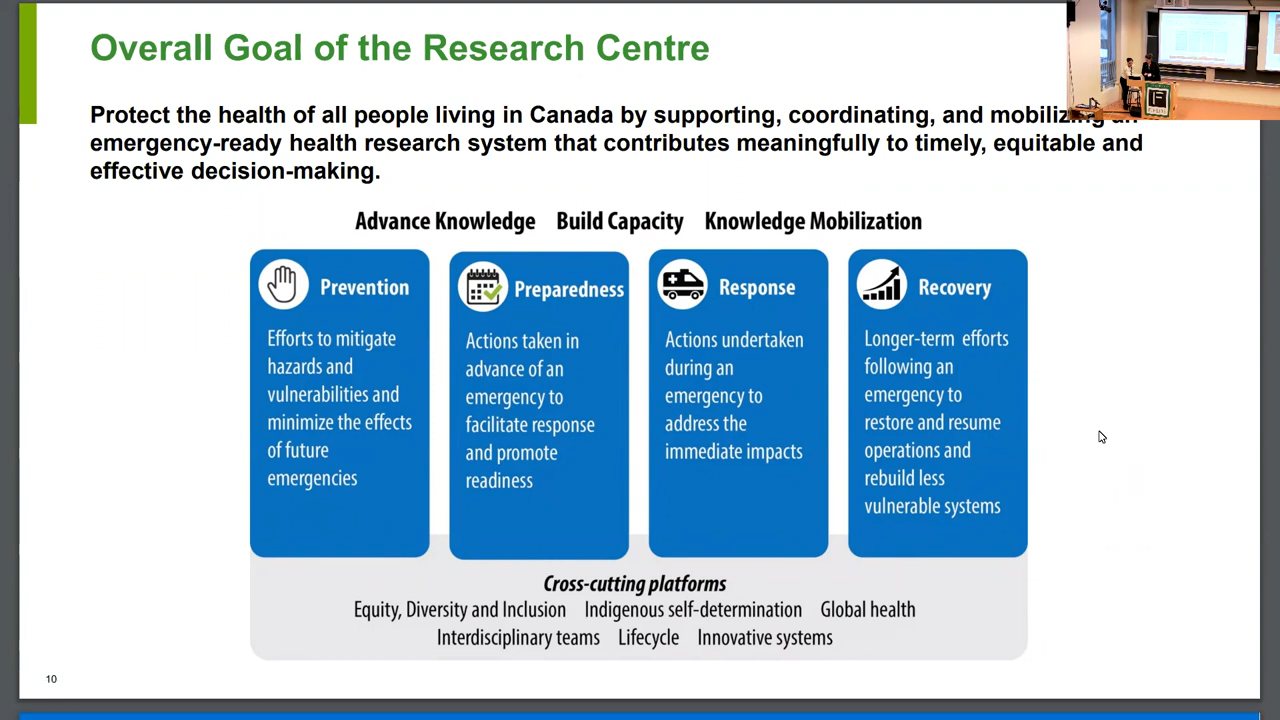 Overall Goal of the Research Centre
Protect the health of all people living in Canada by supporting, coordinating, and mobilizing an
emergency-ready health research system that contributes meaningfully to timely, equitable and
effective decision-making.
Advance Knowledge Build Capacity Knowledge Mobilization
Prevention
Efforts to mitigate
hazards and
vulnerabilities and
minimize the effects
of future
emergencies
Preparedness
Actions taken in
advance of an
emergency to
facilitate response
and promote
readiness
Response
Actions undertaken
during an
emergency to
address the
immediate impacts
Recovery
Longer-term efforts
following an
emergency to
restore and resume
operations and
rebuild less
vulnerable systems
Cross-cutting platforms
Equity, Diversity and Inclusion Indigenous self-determination Global health
Interdisciplinary teams Lifecycle Innovative systems
10